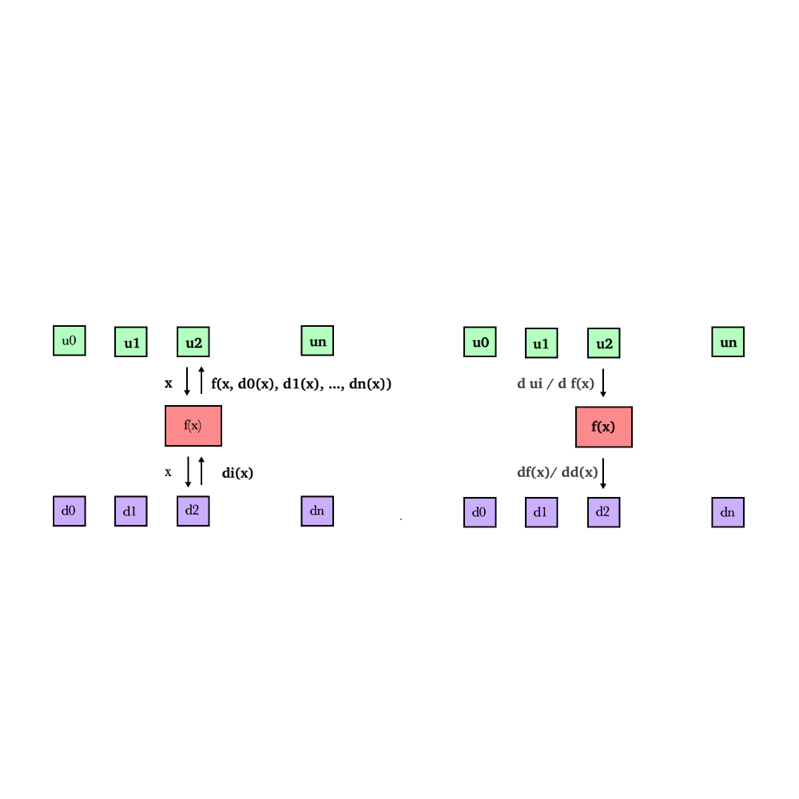 u0 u1 u2 un
x f(x, d0(x), d1(x), ..., dn(x))
f(x)
x di(x)
d0 d1 d2 dn
u0 u1 u2 un
d ui / d f(x)
f(x)
df(x)/ dd(x)
d0 d1 d2 dn